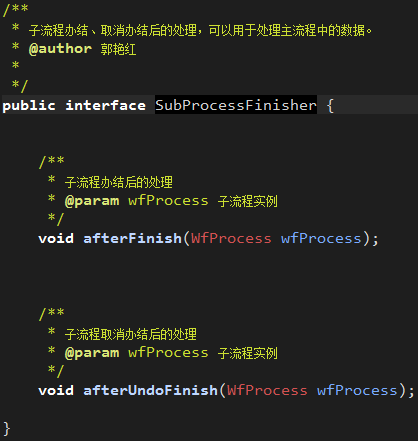 /**
 * 子流程办结、取消办结后的处理，可以用于处理主流程中的数据。
 * @author 郭艳红
 *
 */
public interface SubProcessFinisher {
    /**
     * 子流程办结后的处理
     * @param wfProcess 子流程实例
     */
    void afterFinish(WfProcess wfProcess);
    /**
     * 子流程取消办结后的处理
     * @param wfProcess 子流程实例
     */
    void afterUndoFinish(WfProcess wfProcess);
}